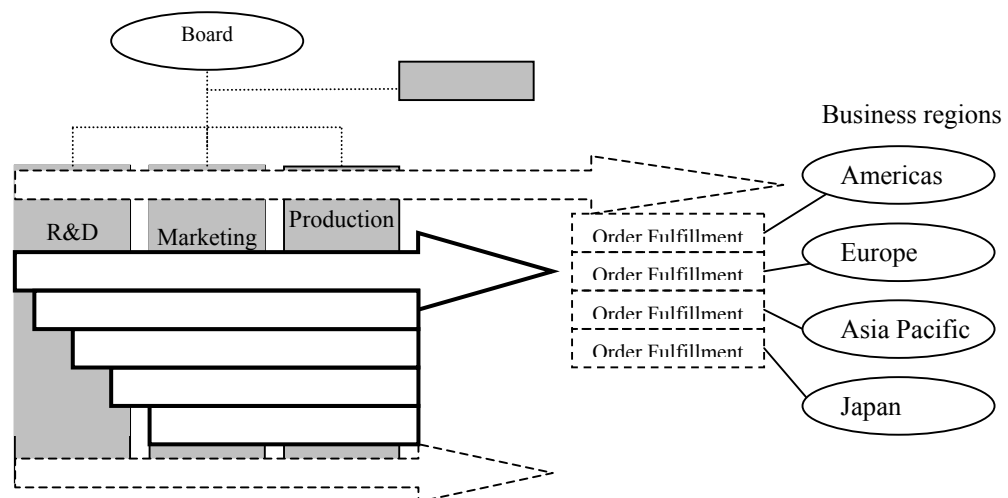 Board
Business regions
Americas
R&D
Marketing
Production
Order Fulfillment
Europe
Order Fulfillment
Order Fulfillment
Asia Pacific
Order Fulfillment
Japan